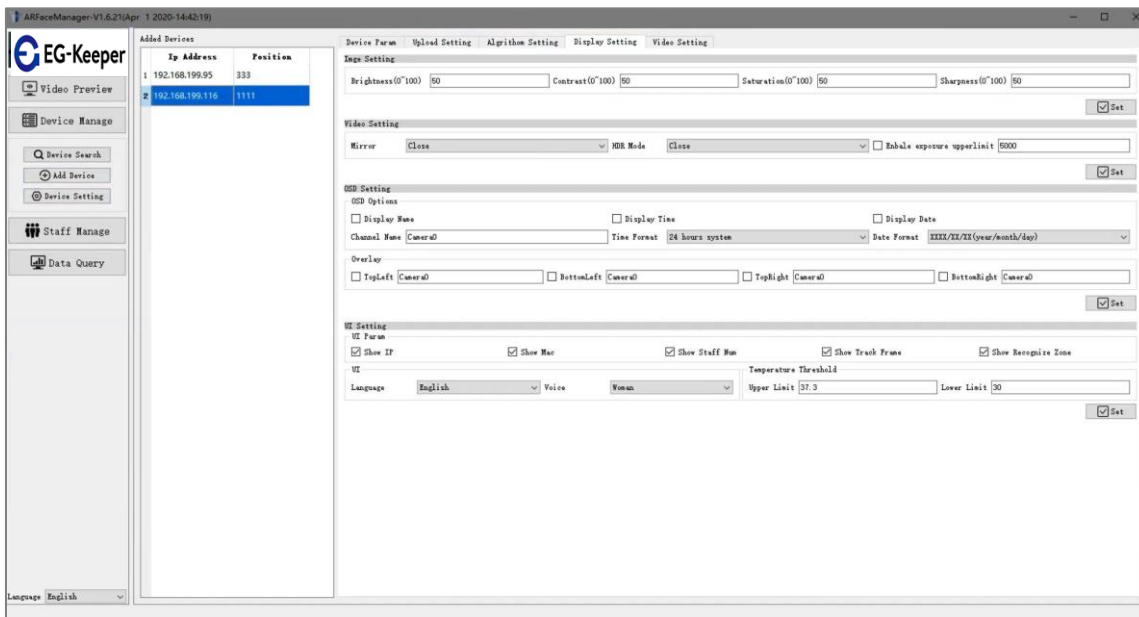 ARFaceManager-V1.6.21(Apr  1 2020-14:42:19)
EG-Keeper
Video Preview
Device Manage
Device Search
Add Device
Device Setting
Staff Manage
Data Query
Language English
Added Devices
Ip Address Position
1 192.168.199.95 333
2 192.168.199.116 1111
Device Param Upload Setting Algrithom Setting Display Setting Video Setting
Imge Setting
Brightness(0~100) 50 Contrast(0~100) 50 Saturation(0~100) 50 Sharpness(0~100) 50
Set
Video Setting
Mirror Close HDR Mode Close Enbale exposure upperlimit 5000
Set
OSD Setting
OSD Options
Display Name Display Time Display Date
Channel Name Camera0 Time Format 24 hours system Date Format XXXX/XX/XX(year/month/day)
Overlay
TopLeft Camera0 BottomLeft Camera0 TopRight Camera0 BottomRight Camera0
Set
UI Setting
UI Param
Show IP Show Mac Show Staff Num Show Track Frame Show Recognize Zone
UI Temperature Threshold
Language English Voice Woman Upper Limit 37.3 Lower Limit 30
Set